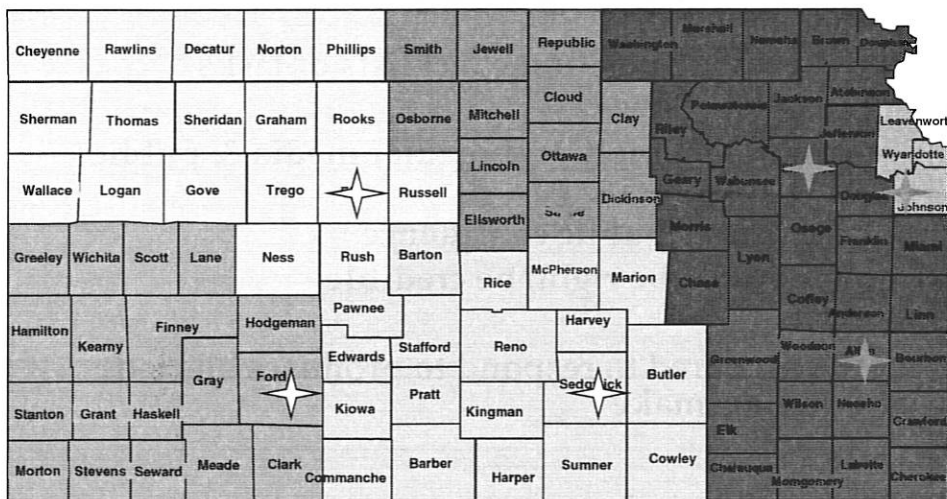 Cheyenne Rawlins Decatur Norton Phillips Smith Jewell Republic Washington Marshall Nemaha Brown Doniphan
Sherman Thomas Sheridan Graham Rooks Osborne Mitchell Cloud Clay Riley Pottawatomie Jackson Atchison
Jefferson Leavenwort
Lincoln Ottawa Wyandotte
Wallace Logan Gove Trego Russell Dickinson Geary Wabunsee Douglas Johnson
Ellsworth Morris Osage
Greeley Wichita Scott Lane Ness Rush Barton Rice McPherson Marion Chase Lyon Franklin Miami
Hamilton Kearny Finney Hodgeman Pawnee Harvey Coffey Anderson Linn
Edwards Stafford Reno Greenwood Woodson Allen Bourbon
Gray Ford Sedgwick Butler
Stanton Grant Haskell Kiowa Pratt Kingman Elk Wilson Neosho Crawford
Morton Stevens Seward Meade Clark Commanche Barber Harper Sumner Cowley Chatauqua Momgomery Labette Cherokee